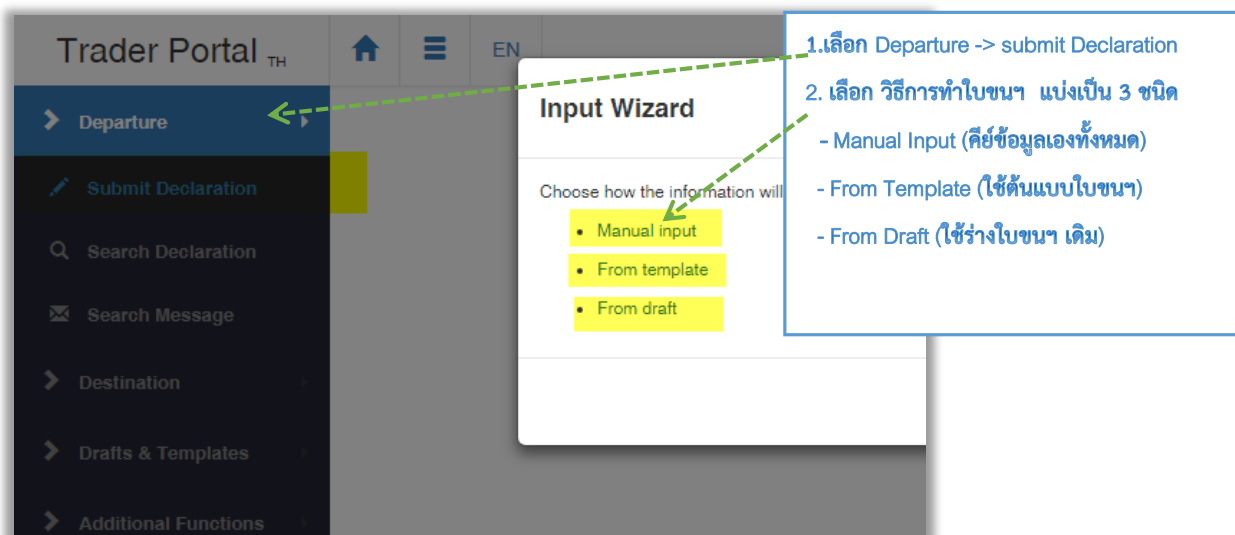 Trader Portal TH
EN
Departure
Submit Declaration
Search Declaration
Search Message
Destination
Drafts & Templates
Additional Functions
Input Wizard
Choose how the information will
Manual input
From template
From draft
1.เลือก Departure -> submit Declaration
2. เลือก วิธีการทำใบขนฯ แบ่งเป็น 3 ชนิด
- Manual Input (คีย์ข้อมูลเองทั้งหมด)
- From Template (ใช้ต้นแบบใบขนฯ)
- From Draft (ใช้ร่างใบขนฯ เดิม)